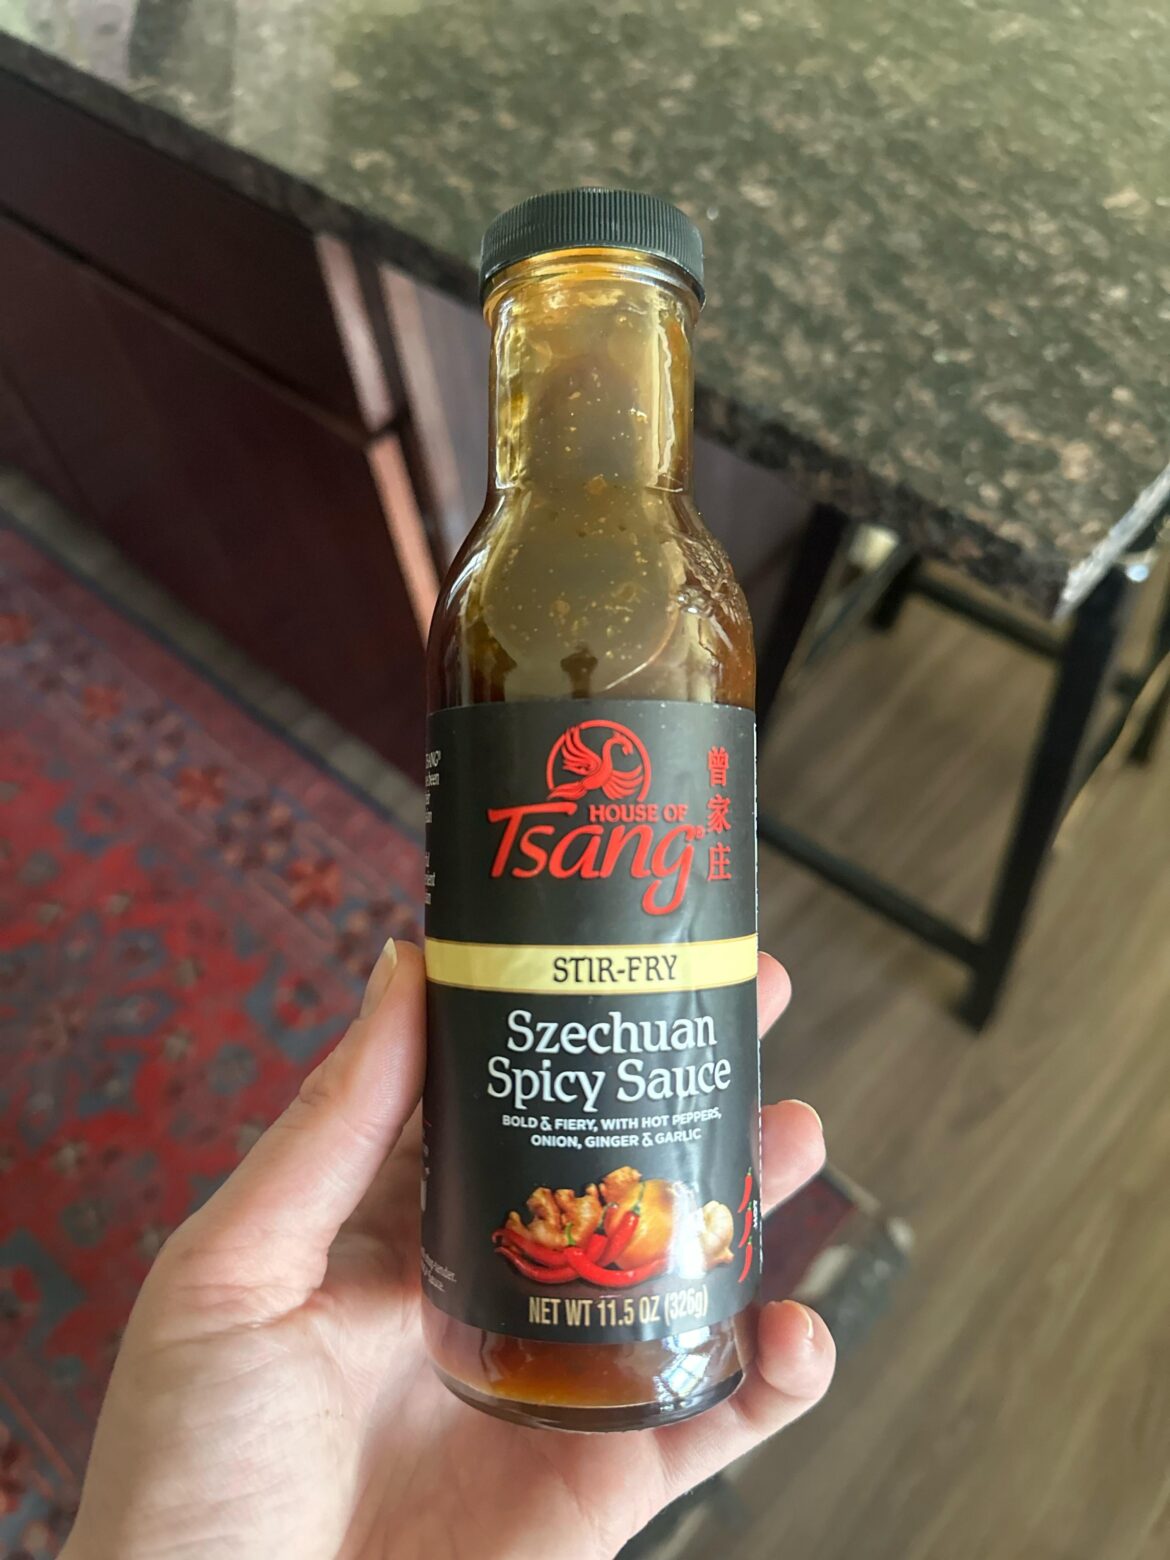 HOUSE OF
Tsang®
曾家庄
STIR-FRY
Szechuan
Spicy Sauce
BOLD & FIERY, WITH HOT PEPPERS,
ONION, GINGER & GARLIC
NET WT 11.5 OZ (326g)